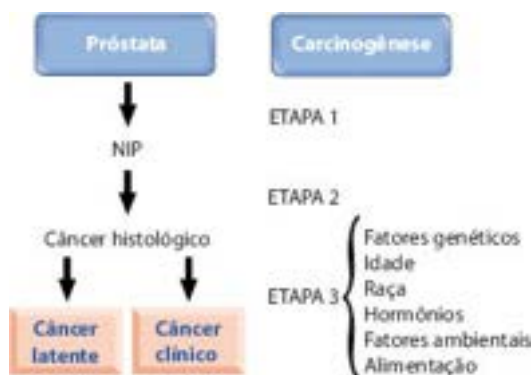 Próstata
Carcinogênese
ETAPA 1
NIP
ETAPA 2
Câncer histológico
ETAPA 3
Fatores genéticos
Idade
Raça
Hormônios
Fatores ambientais
Alimentação
Câncer
latente
Câncer
clínico